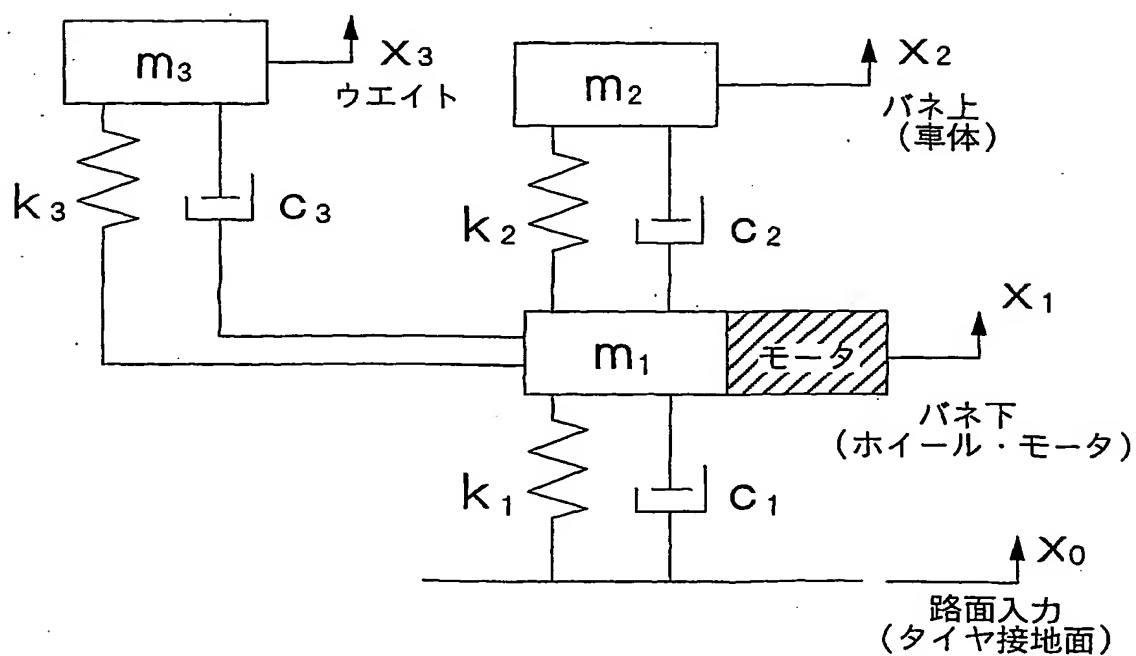 m₃
x₃
ウエイト
m₂
x₂
バネ上
(車体)
k₃
c₃
k₂
c₂
x₁
m₁
モータ
バネ下
(ホイール・モータ)
k₁
c₁
x₀
路面入力
(タイヤ接地面)